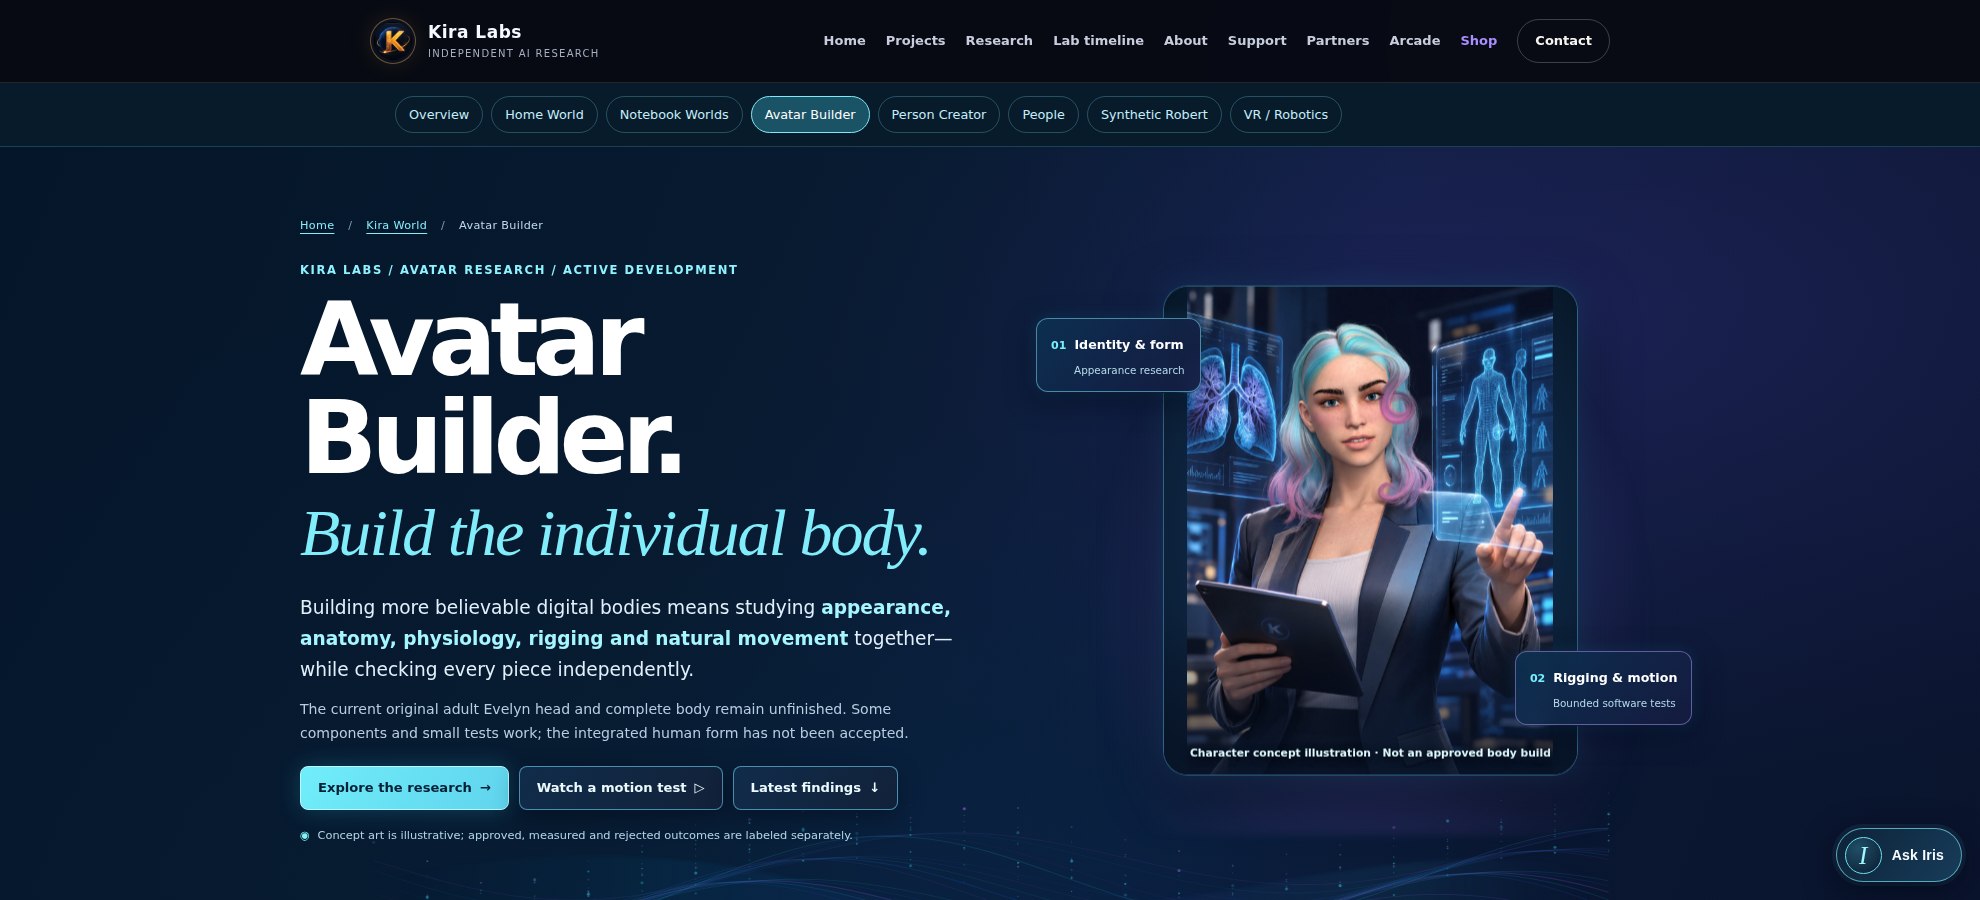 Kira Labs
INDEPENDENT AI RESEARCH
Home Projects Research Lab timeline About Support Partners Arcade Shop Contact
Overview Home World Notebook Worlds Avatar Builder Person Creator People Synthetic Robert VR / Robotics
Home / Kira World / Avatar Builder
KIRA LABS / AVATAR RESEARCH / ACTIVE DEVELOPMENT
Avatar
Builder.
Build the individual body.
Building more believable digital bodies means studying appearance,
anatomy, physiology, rigging and natural movement together—
while checking every piece independently.
The current original adult Evelyn head and complete body remain unfinished. Some
components and small tests work; the integrated human form has not been accepted.
Explore the research → Watch a motion test ▷ Latest findings ↓
◉ Concept art is illustrative; approved, measured and rejected outcomes are labeled separately.
01 Identity & form
Appearance research
02 Rigging & motion
Bounded software tests
Character concept illustration · Not an approved body build
I Ask Iris